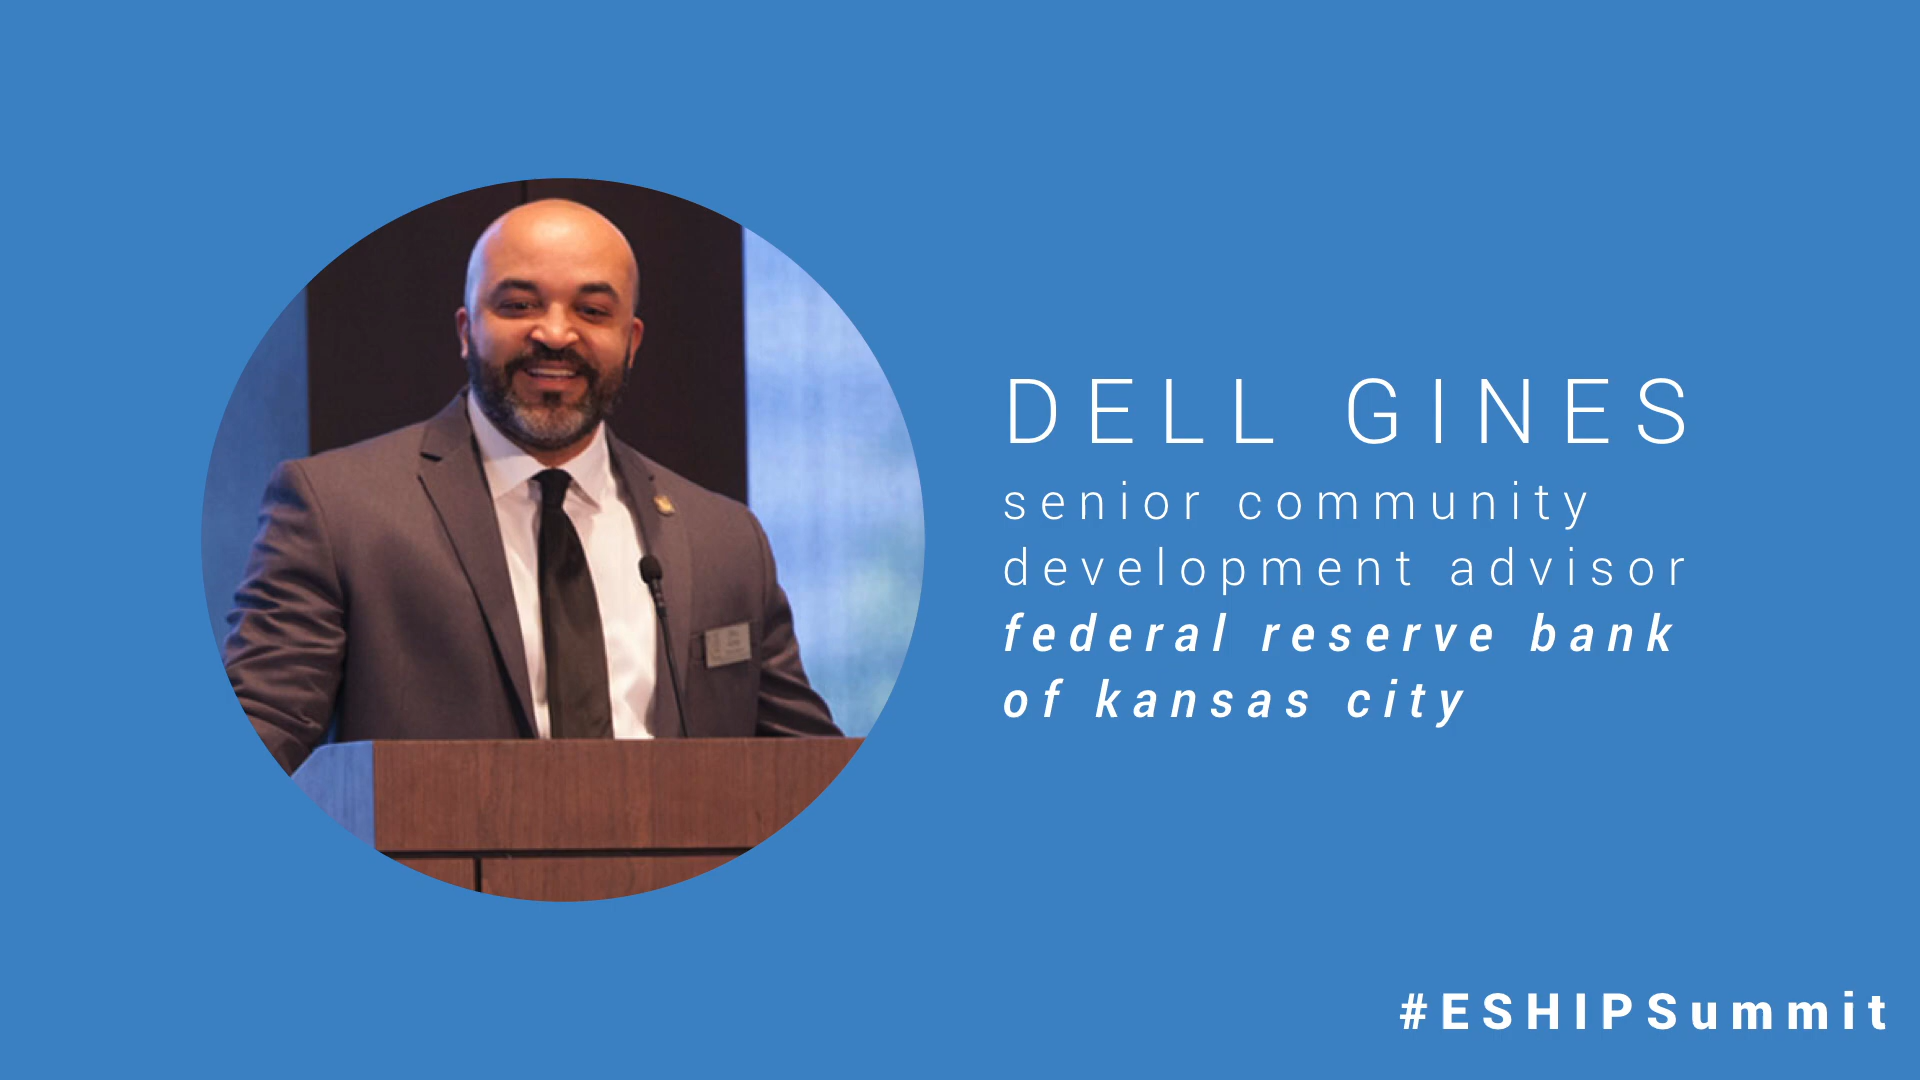 DELL GINES
senior community
development advisor
federal reserve bank
of kansas city
#ESHIPSummit